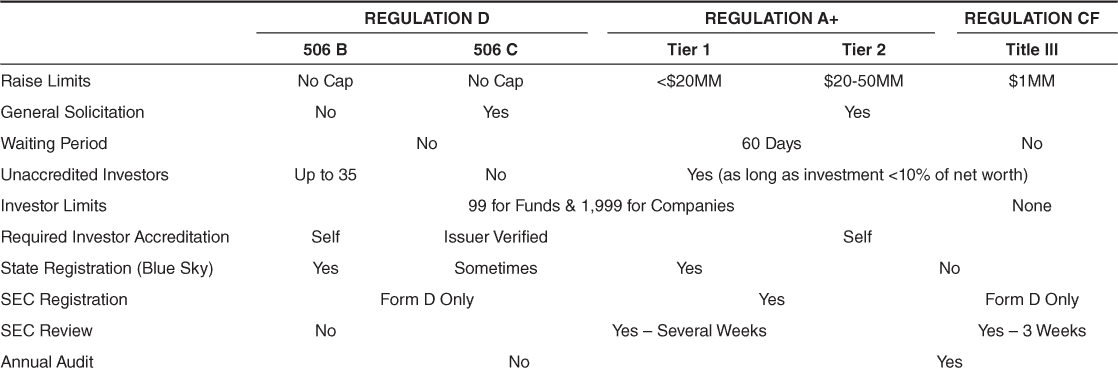 REGULATION D REGULATION A+ REGULATION CF
506 B 506 C Tier 1 Tier 2 Title III
Raise Limits No Cap No Cap <$20MM $20-50MM $1MM
General Solicitation No Yes Yes
Waiting Period No 60 Days No
Unaccredited Investors Up to 35 No Yes (as long as investment <10% of net worth)
Investor Limits 99 for Funds & 1,999 for Companies None
Required Investor Accreditation Self Issuer Verified Self
State Registration (Blue Sky) Yes Sometimes Yes No
SEC Registration Form D Only Yes Form D Only
SEC Review No Yes – Several Weeks Yes – 3 Weeks
Annual Audit No Yes